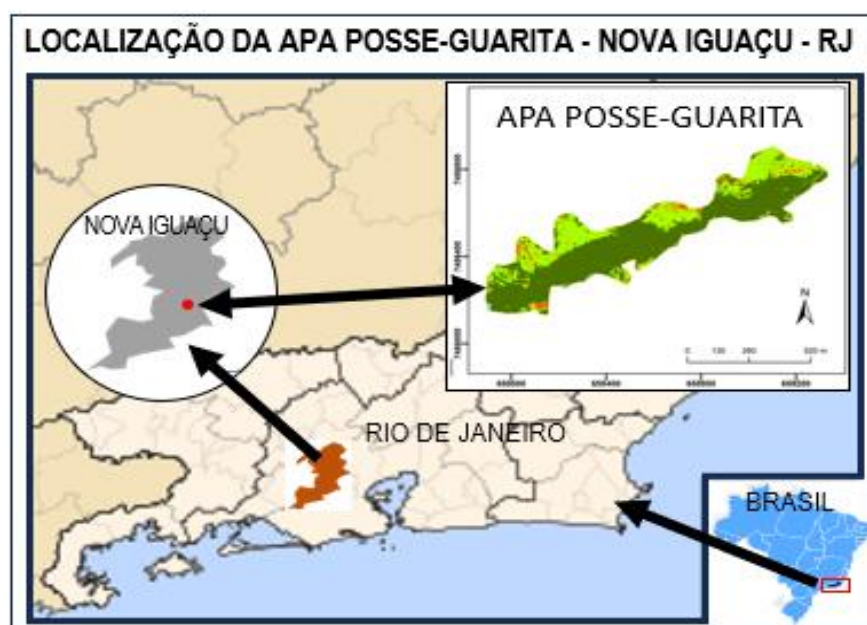 LOCALIZAÇÃO DA APA POSSE-GUARITA - NOVA IGUAÇU - RJ
APA POSSE-GUARITA
NOVA IGUAÇU
N
RIO DE JANEIRO
BRASIL